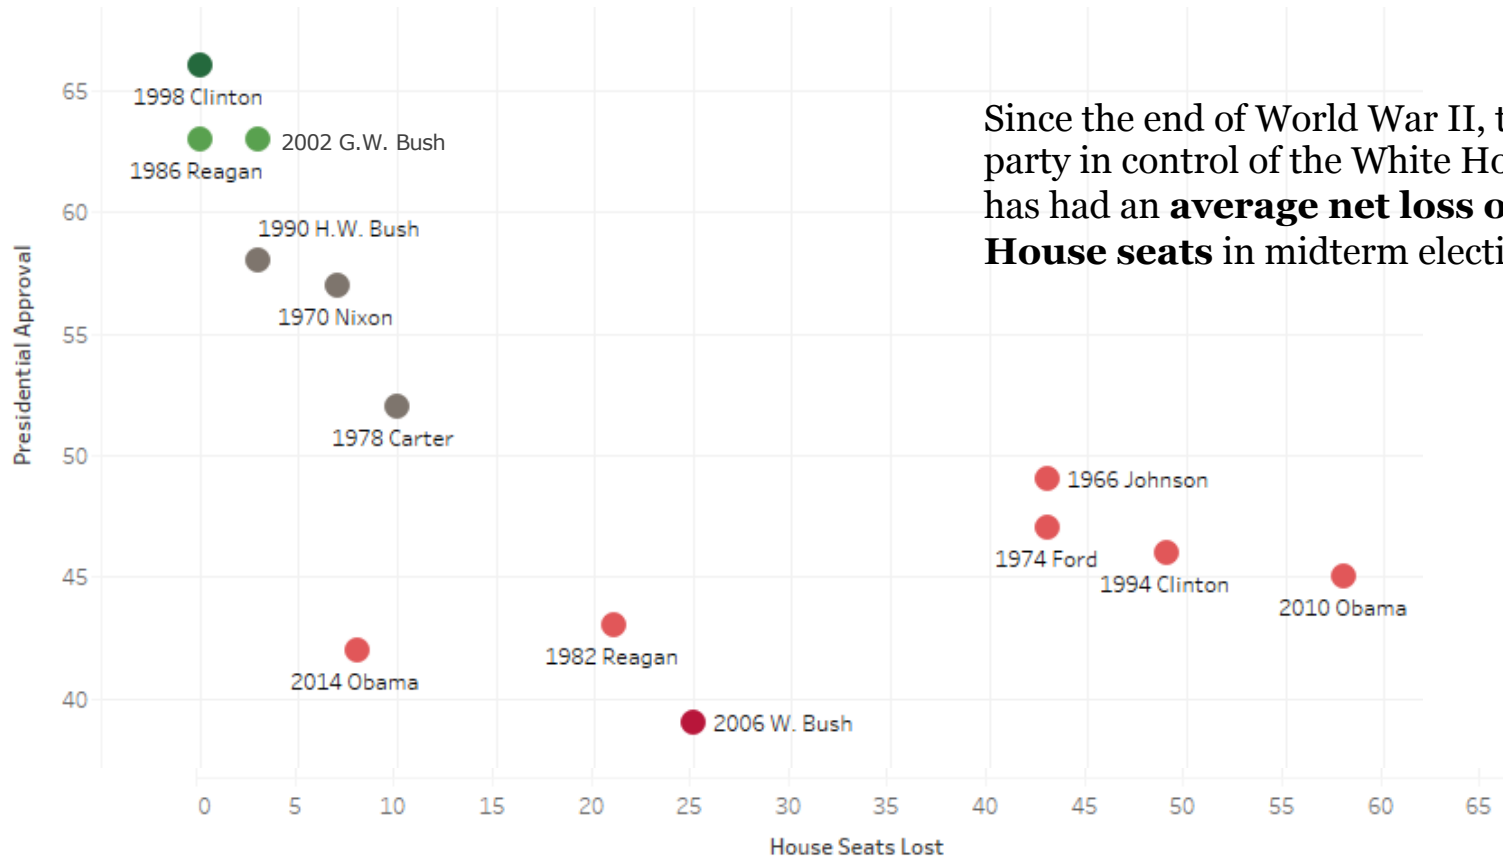 65
1998 Clinton
2002 G.W. Bush
1986 Reagan
Since the end of World War II,
party in control of the White
has had an average net loss
House seats in midterm
60
1990 H.W. Bush
1970 Nixon
55
Presidential Approval
1978 Carter
50
1966 Johnson
1974 Ford
1994 Clinton
45
2010 Obama
1982 Reagan
2014 Obama
40
2006 W. Bush
0 5 10 15 20 25 30 35 40 45 50 55 60 65
House Seats Lost